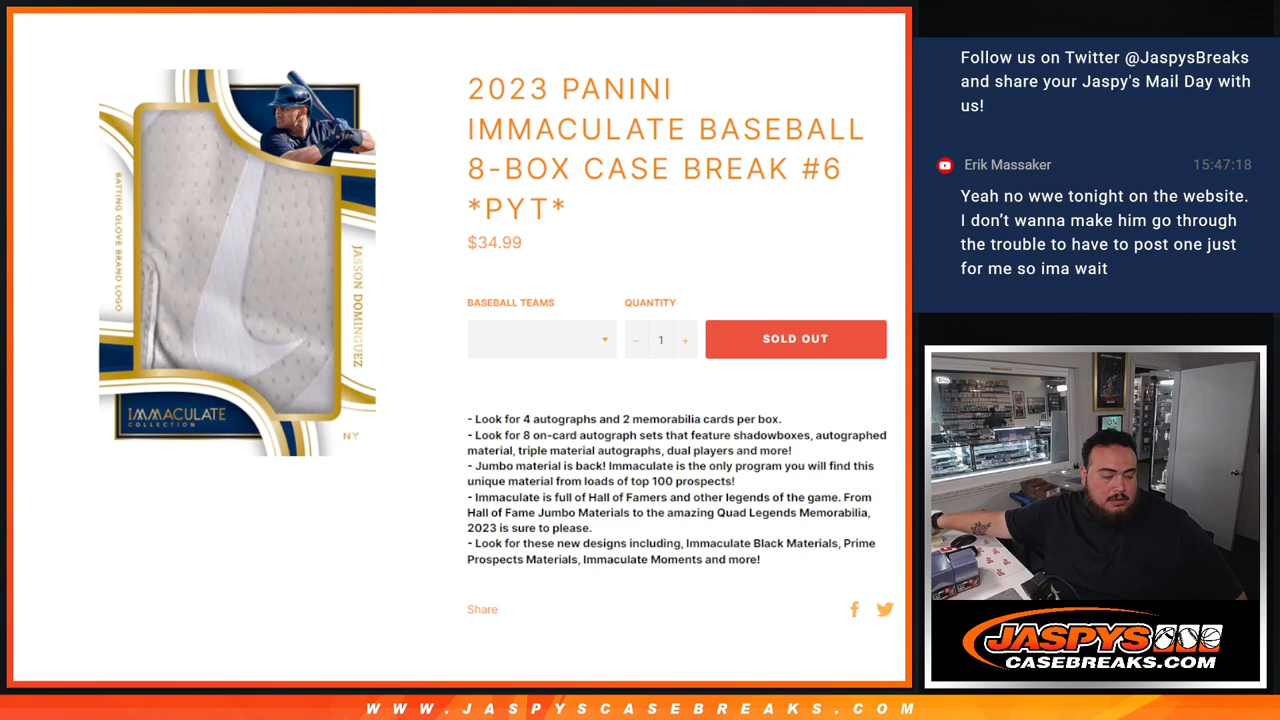 2023 PANINI
IMMACULATE BASEBALL
8-BOX CASE BREAK #6
*PYT*
$34.99
BASEBALL TEAMS
QUANTITY
− 1 +
SOLD OUT
- Look for 4 autographs and 2 memorabilia cards per box.
- Look for 8 on-card autograph sets that feature shadowboxes, autographed
material, triple material autographs, dual players and more!
- Jumbo material is back! Immaculate is the only program you will find this
unique material from loads of top 100 prospects!
- Immaculate is full of Hall of Famers and other legends of the game. From
Hall of Fame Jumbo Materials to the amazing Quad Legends Memorabilia,
2023 is sure to please.
- Look for these new designs including, Immaculate Black Materials, Prime
Prospects Materials, Immaculate Moments and more!
Share
BATTING GLOVE BRAND LOGO
JASSON DOMINGUEZ
IMMACULATE
COLLECTION
NY
Follow us on Twitter @JaspysBreaks
and share your Jaspy's Mail Day with
us!
Erik Massaker 15:47:18
Yeah no wwe tonight on the website.
I don't wanna make him go through
the trouble to have to post one just
for me so ima wait
JASPYS
CASEBREAKS.COM
WWW.JASPYSCASEBREAKS.COM